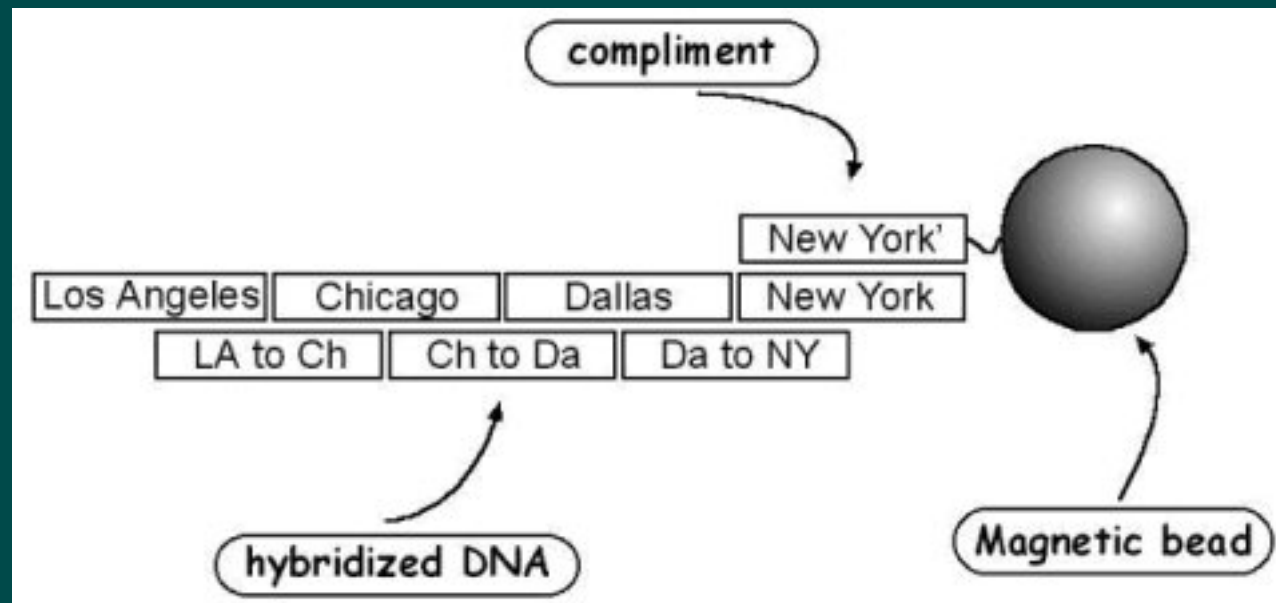 compliment
New York'
Los Angeles Chicago Dallas New York
LA to Ch Ch to Da Da to NY
hybridized DNA
Magnetic bead